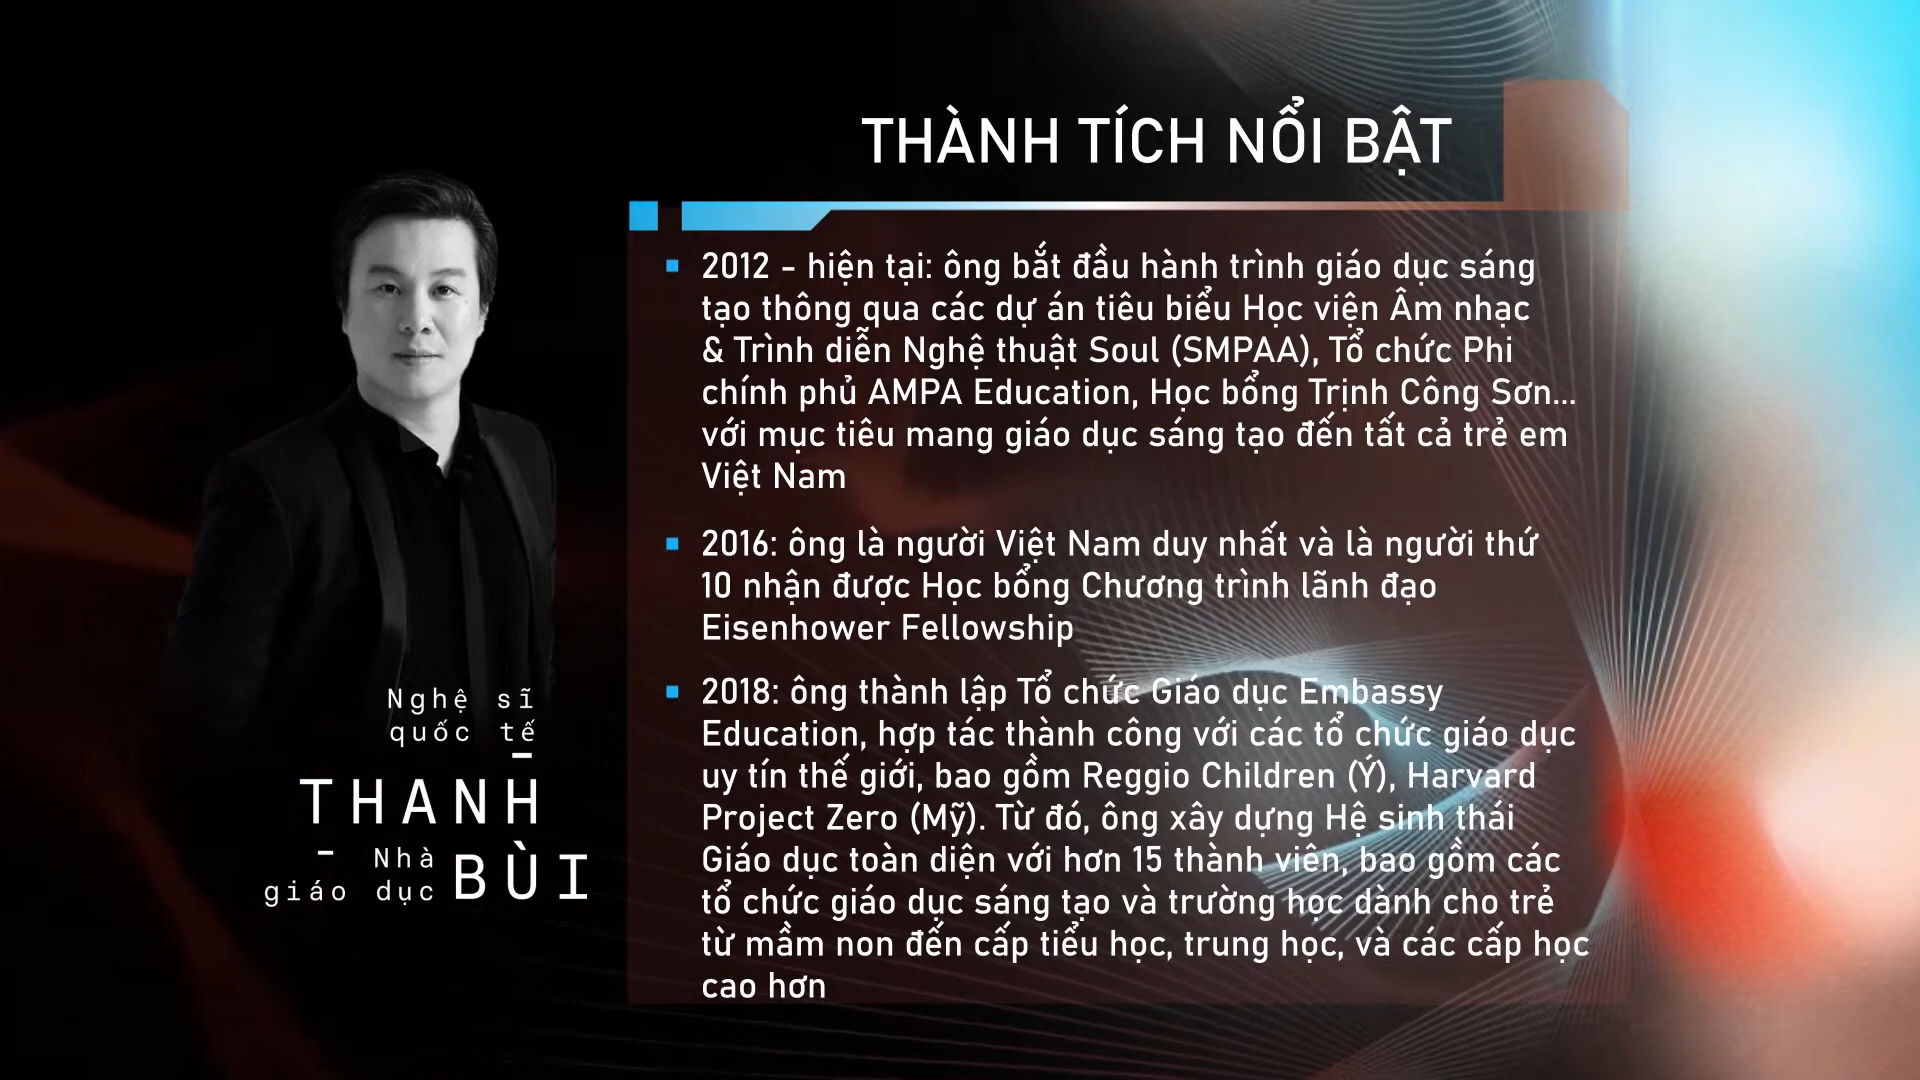 THÀNH TÍCH NỔI BẬT
2012 - hiện tại: ông bắt đầu hành trình giáo dục sáng
tạo thông qua các dự án tiêu biểu Học viện Âm nhạc
& Trình diễn Nghệ thuật Soul (SMPAA), Tổ chức Phi
chính phủ AMPA Education, Học bổng Trịnh Công Sơn...
với mục tiêu mang giáo dục sáng tạo đến tất cả trẻ em
Việt Nam
2016: ông là người Việt Nam duy nhất và là người thứ
10 nhận được Học bổng Chương trình lãnh đạo
Eisenhower Fellowship
2018: ông thành lập Tổ chức Giáo dục Embassy
Education, hợp tác thành công với các tổ chức giáo dục
uy tín thế giới, bao gồm Reggio Children (Ý), Harvard
Project Zero (Mỹ). Từ đó, ông xây dựng Hệ sinh thái
Giáo dục toàn diện với hơn 15 thành viên, bao gồm các
tổ chức giáo dục sáng tạo và trường học dành cho trẻ
từ mầm non đến cấp tiểu học, trung học, và các cấp học
cao hơn
Nghệ sĩ
quốc tế
THANH
Nhà
giáo dục
BÙI